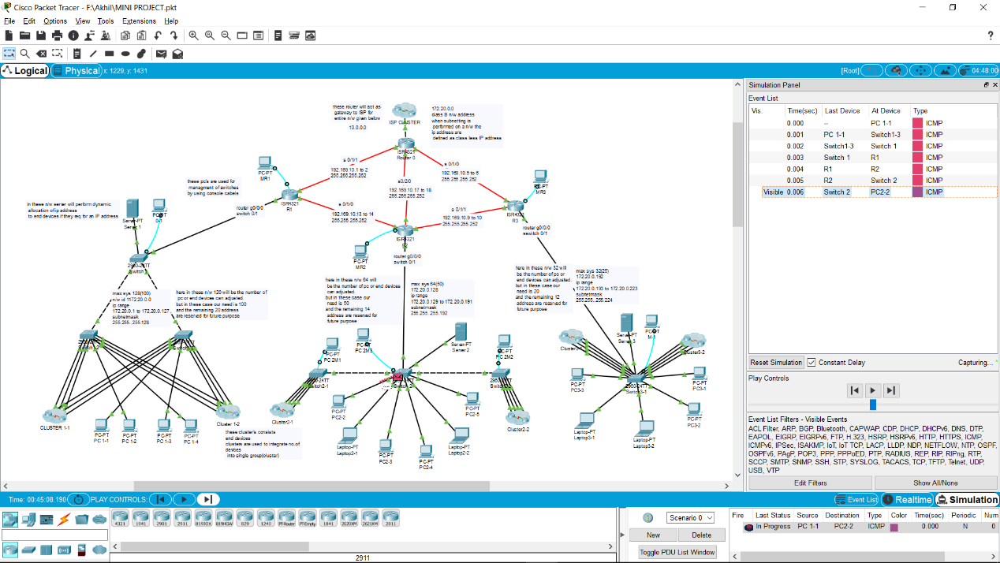 Cisco Packet Tracer - F:\Akhil\MINI PROJECT.pkt
File Edit Options View Tools Extensions Help
Logical Physical x: 1229, y: 1431 [Root] 04:48:00
these router will act as
gateway to ISP for
entire n/w given below
10.0.0.0
ISP CLUSTER
172.20.0.0
class B n/w address
when subnetting is
performed on a n/w the
ip address are
defined as class less IP address
ISR4321
Router 0
s 0/1/1
192.169.10.1 to 2
255.255.255.252
s 0/1/0
192.169.10.5 to 6
255.255.255.252
s0/2/0
192.169.10.17 to 18
255.255.255.252
PC-PT
MR1
these pc's are used for
managment of switches
by using console cabels
ISR4321
R1
PC-PT
MR3
ISR4321
R3
s 0/1/0
192.169.10.13 to 14
255.255.255.252
s 0/1/1
192.169.10.9 to 10
255.255.255.252
router g0/0/0
switch 0/1
in these n/w server will perform dynamic
allocation ofip address
to end devices if they req for an IP address
Server-PT
Server 1
0-1
ISR4321
router g0/0/0
sswitch 0/1
PC-PT
MR2
router g0/0/0
switch 0/1
2960-24TT
max sye 128(100)
n/w id 1172.20.0.0
ip range
172.20.0.1 to 172.20.0.127
subnetmask
255.255..255.128
here in these n/w 120 will be the number of
pc or end devices can adjusted.
but in these case our need is 100
and the remaining 20 address
are reserved for future purpose
here in these n/w 64 will
be the number of pc or end devices
can adjusted.
but in these case our
need is 50
and the remaining 14
address are reserved for
future purpose
max sys 64(50)
172.20.0.128
ip range
172.20.0.129 to 172.20.0.191
subnetmask
255.255..255.192
here in these n/w 32 will
be the number of pc or
end devices can adjusted.
but in these case our need
is 20
and the remaining 12
address are reserved for
future purpose
max sys 32(25)
172.20.0.192
ip range
172.20.0.193 to 172.20.0.223
subnetmask
255.255..255.224
PC-PT
PC 2M1
PC 2M3
Server-PT
Server 2
PC-PT
PC 2M2
Server-PT
Server 3
PC-PT
M-1
Cluster3-2
CLUSTER 1-1
Cluster 1-2
PC-PT
PC 1-1
PC-PT
PC 1-2
PC-PT
PC 1-3
PC-PT
PC 1-4
Cluster2-1
these cluster's consists
end devices
clusters are used to integrate no.of
devices
into single group(cluster)
PC-PT
PC2-2
Laptop-PT
Laptop2-1
PC-PT
PC2-3
PC-PT
PC2-4
Laptop-PT
Laptop2-2
PC-PT
PC2-5
Cluster2-2
PC-PT
PC3-3
Laptop-PT
Laptop3-1
Laptop-PT
Laptop3-2
PC-PT
PC3-2
PC-PT
PC3-1
2960-24TT
Switch3-1
Simulation Panel
Event List
Vis. Time(sec) Last Device At Device Type
0.000 -- PC 1-1 ICMP
0.001 PC 1-1 Switch1-3 ICMP
0.002 Switch1-3 Switch 1 ICMP
0.003 Switch 1 R1 ICMP
0.004 R1 R2 ICMP
0.005 R2 Switch 2 ICMP
Visible 0.006 Switch 2 PC2-2 ICMP
Reset Simulation Constant Delay Capturing...
Play Controls
Event List Filters - Visible Events
ACL Filter, ARP, BGP, Bluetooth, CAPWAP, CDP, DHCP, DHCPv6, DNS, DTP,
EAPOL, EIGRP, EIGRPv6, FTP, H.323, HSRP, HSRPv6, HTTP, HTTPS, ICMP,
ICMPv6, IPSec, ISAKMP, IoT, IoT TCP, LACP, LLDP, NDP, NETFLOW, NTP, OSPF,
OSPFv6, PAgP, POP3, PPP, PPPoED, PTP, RADIUS, REP, RIP, RIPng, RTP,
SCCP, SMTP, SNMP, SSH, STP, SYSLOG, TACACS, TCP, TFTP, Telnet, UDP,
USB, VTP
Edit Filters Show All/None
Time: 00:45:08.190 PLAY CONTROLS: Event List Realtime Simulation
4321 1941 2901 2911 819IOX 819HGW 829 1240 PT-Router PT-Empty 1841 2620XM 2621XM 2811
2911
Scenario 0
New Delete
Toggle PDU List Window
Fire Last Status Source Destination Type Color Time(sec) Periodic Num
In Progress PC 1-1 PC2-2 ICMP 0.000 N 0